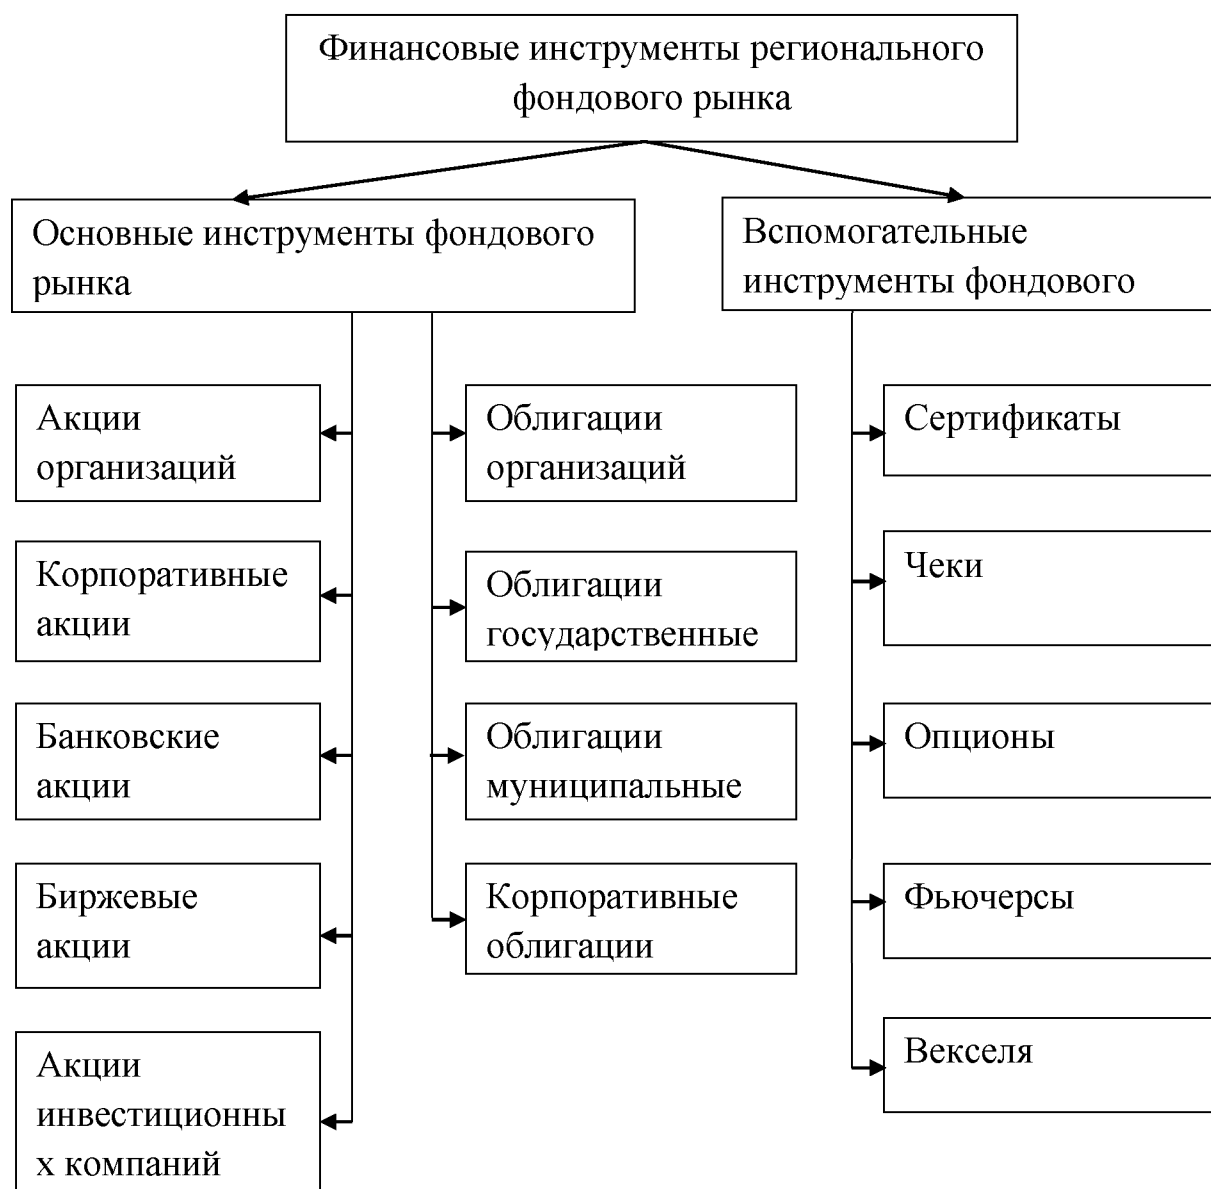 Финансовые инструменты регионального
фондового рынка
Основные инструменты фондового
рынка
Вспомогательные
инструменты фондового
Акции
организаций
Корпоративные
акции
Банковские
акции
Биржевые
акции
Акции
инвестиционны
х компаний
Облигации
организаций
Облигации
государственные
Облигации
муниципальные
Корпоративные
облигации
Сертификаты
Чеки
Опционы
Фьючерсы
Векселя